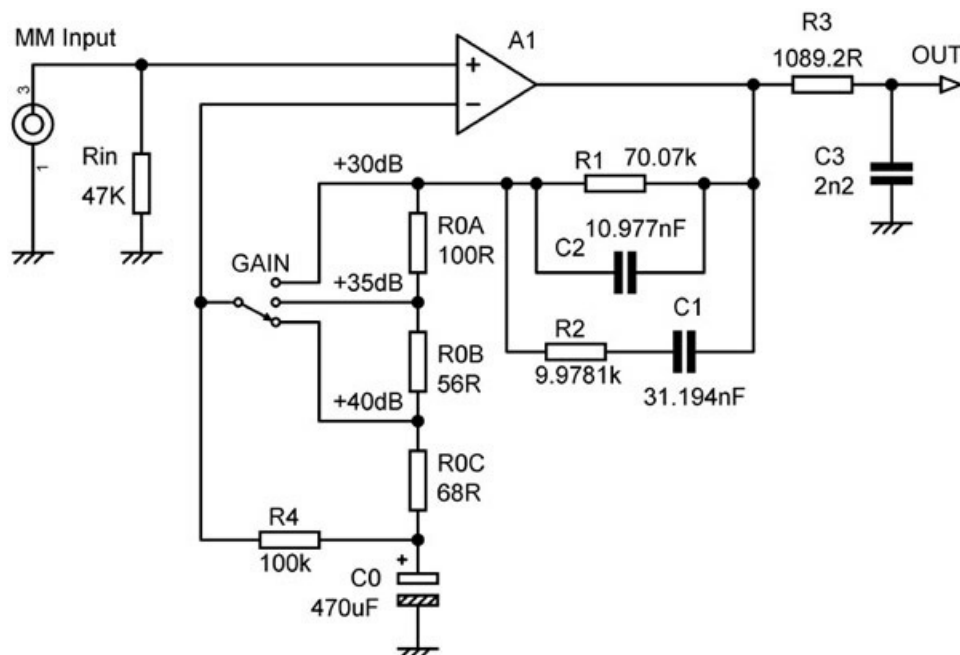 MM Input
3
1
Rin
47K
A1
+
−
R3
1089.2R
OUT
C3
2n2
+30dB
R1
70.07k
R0A
100R
10.977nF
C2
GAIN
+35dB
R0B
56R
R2
9.9781k
C1
31.194nF
+40dB
R0C
68R
R4
100k
+
C0
470uF